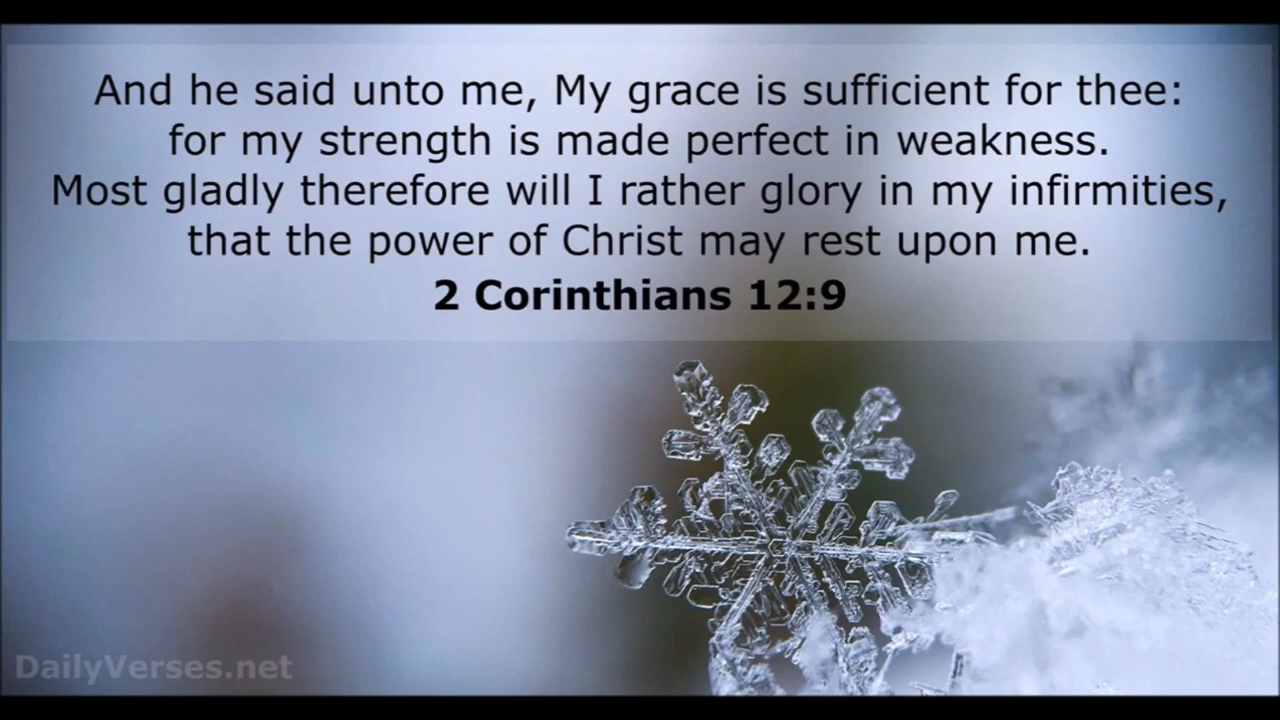 And he said unto me, My grace is sufficient for thee:
for my strength is made perfect in weakness.
Most gladly therefore will I rather glory in my infirmities,
that the power of Christ may rest upon me.
2 Corinthians 12:9
DailyVerses.net